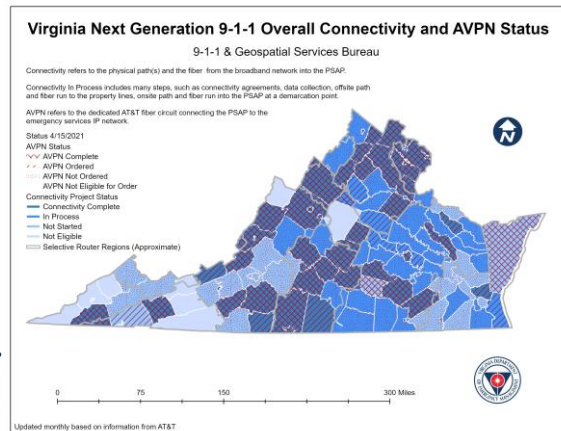 Virginia Next Generation 9-1-1 Overall Connectivity and AVPN Status
9-1-1 & Geospatial Services Bureau
Connectivity refers to the physical path(s) and the fiber from the broadband network into the PSAP.
Connectivity In Process includes many steps, such as connectivity agreements, data collection, offsite path
and fiber run to the property lines, onsite path and fiber run into the PSAP at a demarcation point.
AVPN refers to the dedicated AT&T fiber circuit connecting the PSAP to the
emergency services IP network.
Status 4/15/2021
AVPN Status
AVPN Complete
AVPN Ordered
AVPN Not Ordered
AVPN Not Eligible for Order
Connectivity Project Status
Connectivity Complete
In Process
Not Started
Not Eligible
Selective Router Regions (Approximate)
N
VIRGINIA DEPARTMENT
OF EMERGENCY MANAGEMENT
0 75 150 300 Miles
Updated monthly based on information from AT&T